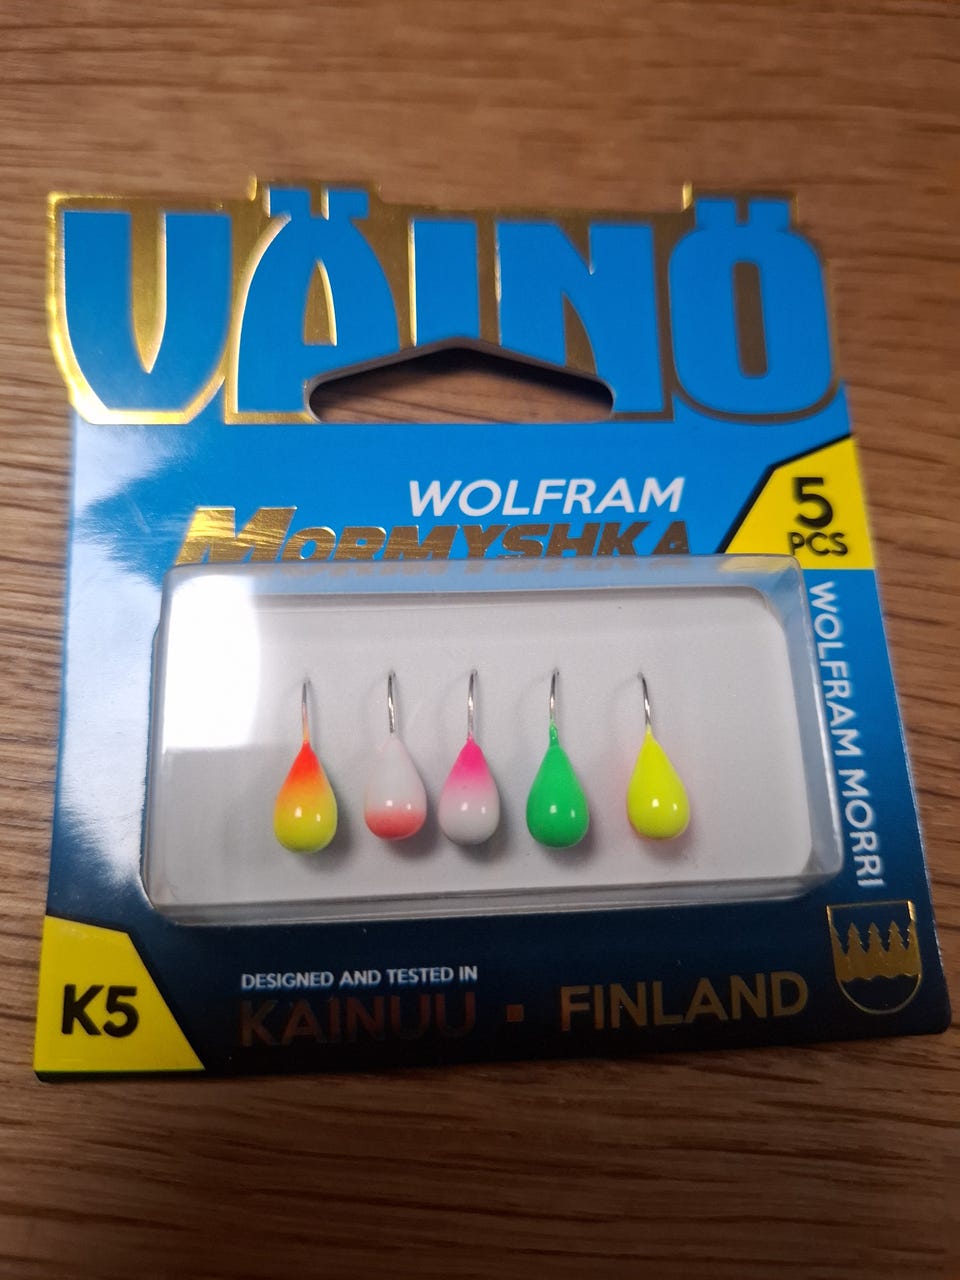 VÄINÖ
WOLFRAM
MORMYSHKA
5
PCS
WOLFRAM MORRI
K5
DESIGNED AND TESTED IN
KAINUU · FINLAND